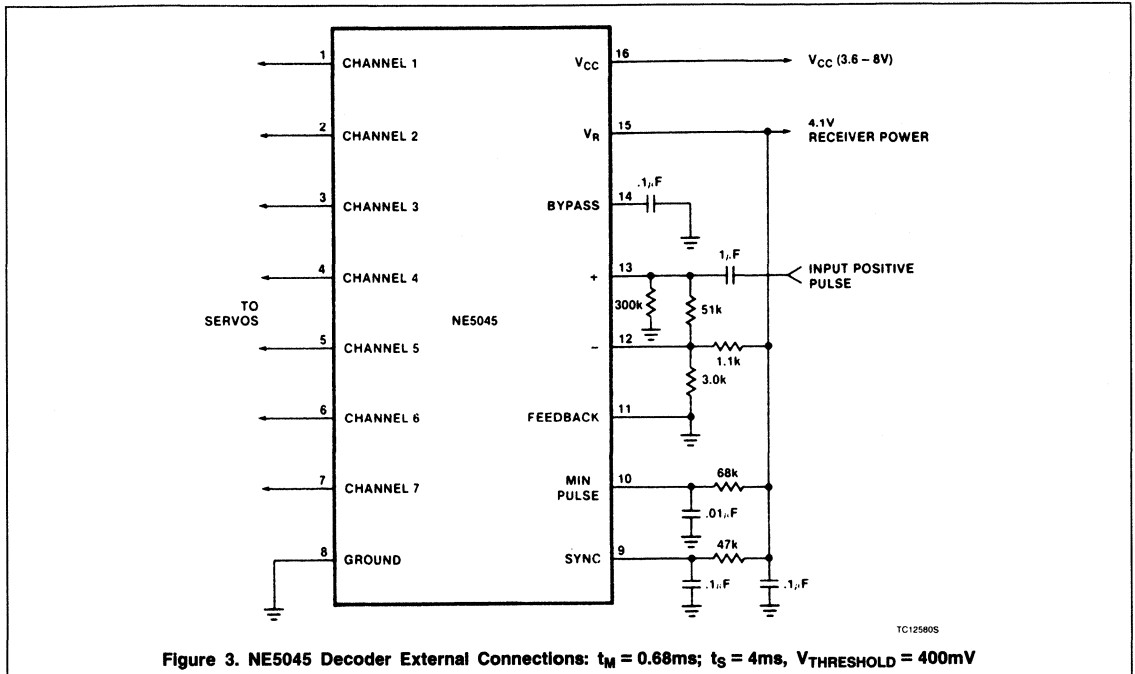 1 CHANNEL 1
2 CHANNEL 2
3 CHANNEL 3
4 CHANNEL 4
TO
SERVOS
5 CHANNEL 5
6 CHANNEL 6
7 CHANNEL 7
8 GROUND
NE5045
VCC 16
VCC (3.6 – 8V)
VR 15
4.1V
RECEIVER POWER
BYPASS 14
.1μF
+ 13
1μF
INPUT POSITIVE
PULSE
300k
51k
– 12
1.1k
3.0k
FEEDBACK 11
MIN
PULSE
10
68k
.01μF
SYNC 9
47k
.1μF
.1μF
TC12580S
Figure 3. NE5045 Decoder External Connections: tM = 0.68ms; tS = 4ms, VTHRESHOLD = 400mV